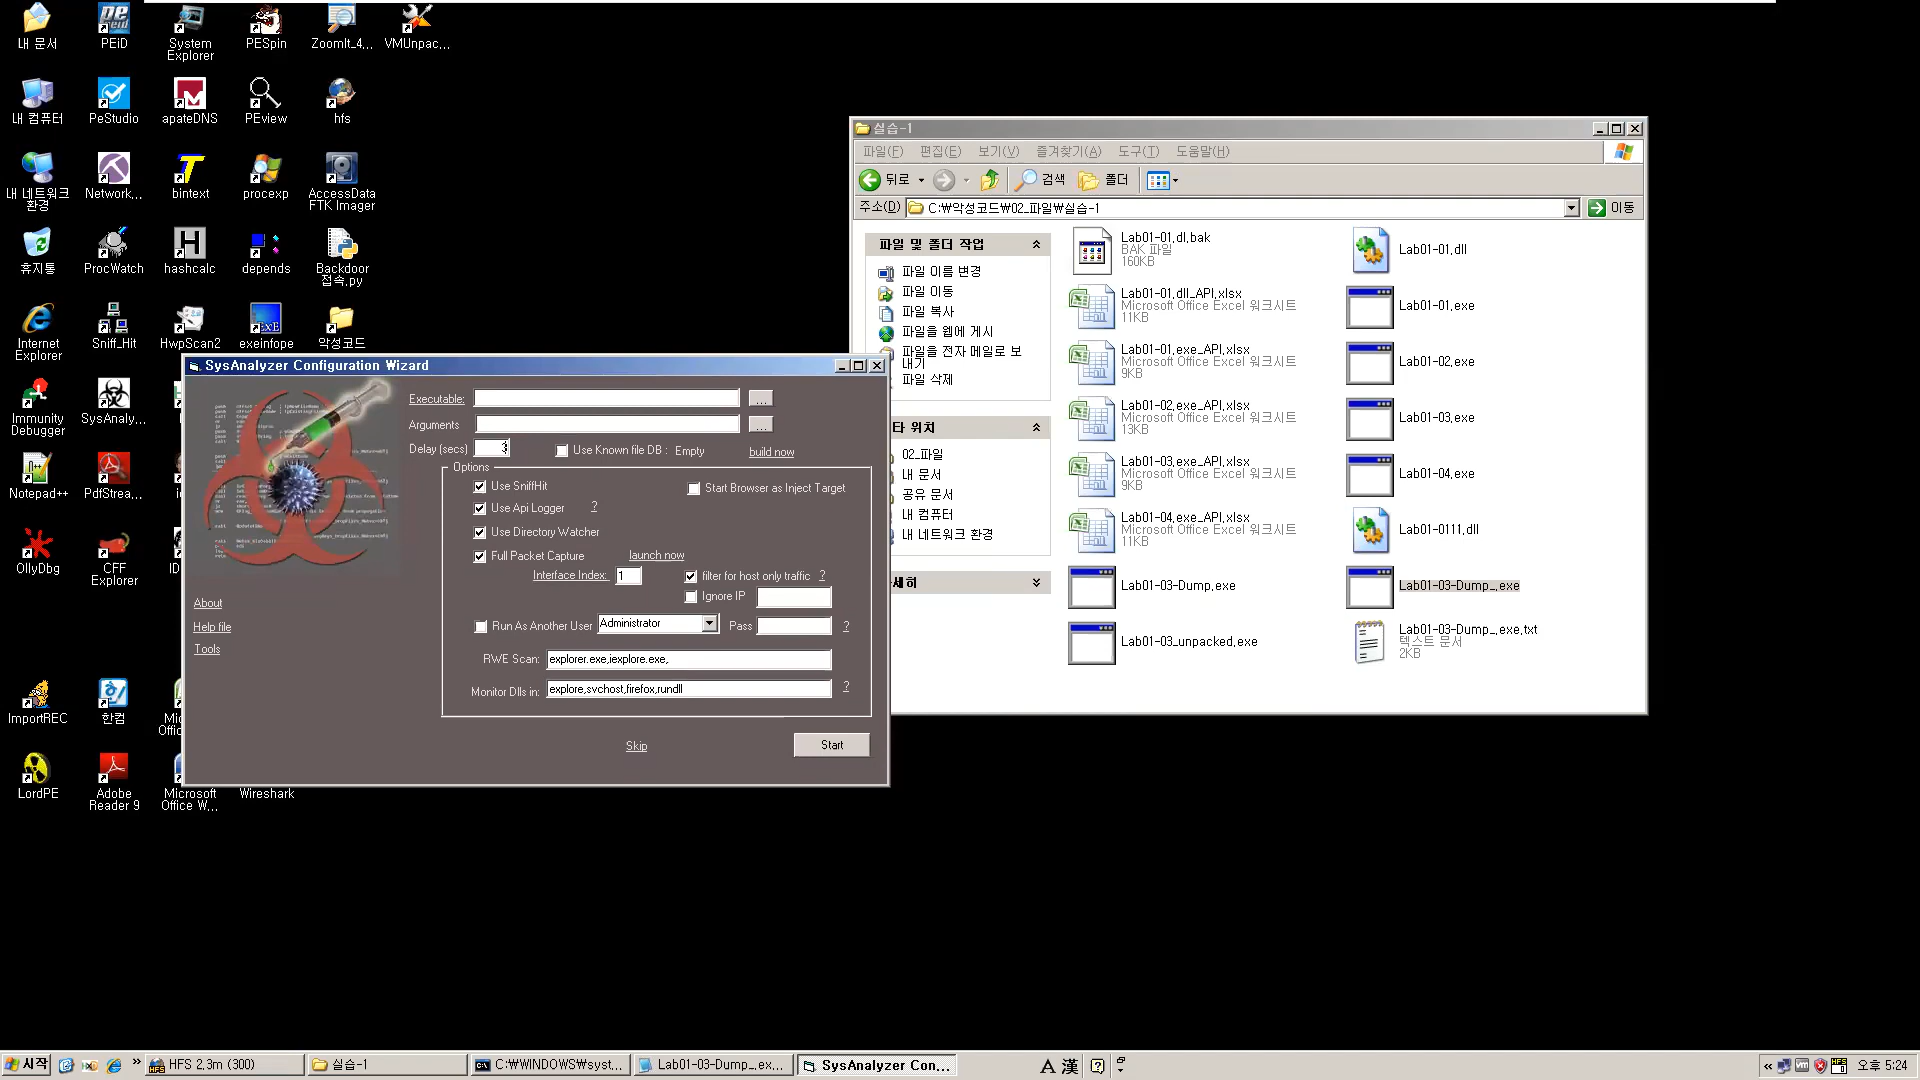 내 문서
PEiD
System
Explorer
PESpin
ZoomIt_4,,,
VMUnpac,,,
내 컴퓨터
PeStudio
apateDNS
PEview
hfs
내 네트워크
환경
Network,,,
bintext
procexp
AccessData
FTK Imager
휴지통
ProcWatch
hashcalc
depends
Backdoor
접속,py
Internet
Explorer
Sniff_Hit
HwpScan2
exeinfope
악성코드
Immunity
Debugger
SysAnaly,,,
Notepad++
PdfStrea,,,
OllyDbg
CFF
Explorer
ImportREC
한컴
LordPE
Adobe
Reader 9
Microsoft
Office W,,,
Wireshark
SysAnalyzer Configuration Wizard
Executable:
...
Arguments
...
Delay (secs)
3
Use Known file DB : Empty
build now
Options
Use SniffHit
Start Browser as Inject Target
Use Api Logger
?
Use Directory Watcher
Full Packet Capture
launch now
Interface Index:
1
filter for host only traffic
?
Ignore IP
Run As Another User
Administrator
Pass
?
RWE Scan:
explorer.exe,iexplore.exe,
Monitor Dlls in:
explore,svchost,firefox,rundll
?
About
Help file
Tools
Skip
Start
실습-1
파일(F) 편집(E) 보기(V) 즐겨찾기(A) 도구(T) 도움말(H)
뒤로
검색
폴더
주소(D)
C:\악성코드\02_파일\실습-1
이동
파일 및 폴더 작업
파일 이름 변경
파일 이동
파일 복사
파일을 웹에 게시
파일을 전자 메일로 보
내기
파일 삭제
타 위치
02_파일
내 문서
공유 문서
내 컴퓨터
내 네트워크 환경
세히
Lab01-01,dl,bak
BAK 파일
160KB
Lab01-01,dll
Lab01-01,dll_API,xlsx
Microsoft Office Excel 워크시트
11KB
Lab01-01,exe
Lab01-01,exe_API,xlsx
Microsoft Office Excel 워크시트
9KB
Lab01-02,exe
Lab01-02,exe_API,xlsx
Microsoft Office Excel 워크시트
13KB
Lab01-03,exe
Lab01-03,exe_API,xlsx
Microsoft Office Excel 워크시트
9KB
Lab01-04,exe
Lab01-04,exe_API,xlsx
Microsoft Office Excel 워크시트
11KB
Lab01-0111,dll
Lab01-03-Dump,exe
Lab01-03-Dump_,exe
Lab01-03_unpacked,exe
Lab01-03-Dump_,exe,txt
텍스트 문서
2KB
시작
HFS 2,3m (300)
실습-1
C:\WINDOWS\syst,,,
Lab01-03-Dump_,ex,,,
SysAnalyzer Con,,,
A 漢
오후 5:24